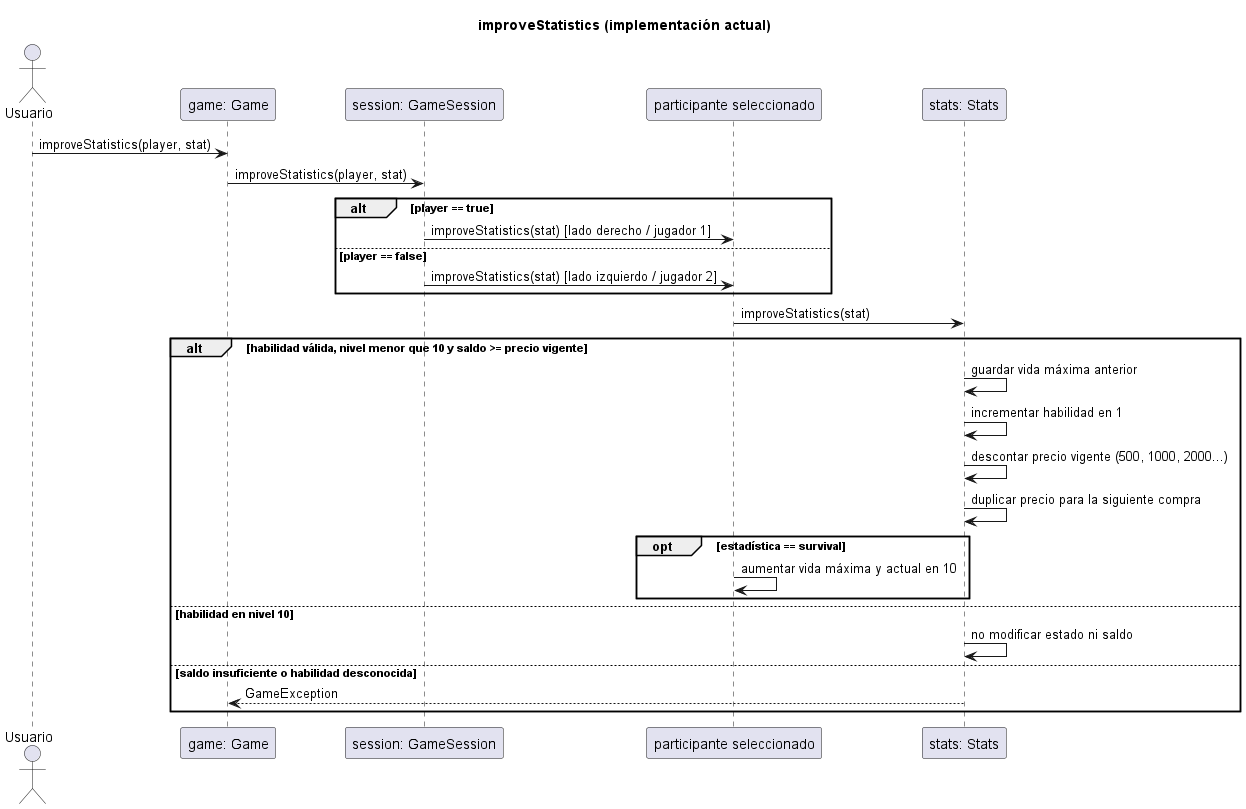 improveStatistics (implementación actual)
Usuario
game: Game
session: GameSession
participante seleccionado
stats: Stats
improveStatistics(player, stat)
improveStatistics(player, stat)
alt
[player == true]
improveStatistics(stat) [lado derecho / jugador 1]
[player == false]
improveStatistics(stat) [lado izquierdo / jugador 2]
improveStatistics(stat)
alt
[habilidad válida, nivel menor que 10 y saldo >= precio vigente]
guardar vida máxima anterior
incrementar habilidad en 1
descontar precio vigente (500, 1000, 2000...)
duplicar precio para la siguiente compra
opt
[estadística == survival]
aumentar vida máxima y actual en 10
[habilidad en nivel 10]
no modificar estado ni saldo
[saldo insuficiente o habilidad desconocida]
GameException
Usuario
game: Game
session: GameSession
participante seleccionado
stats: Stats